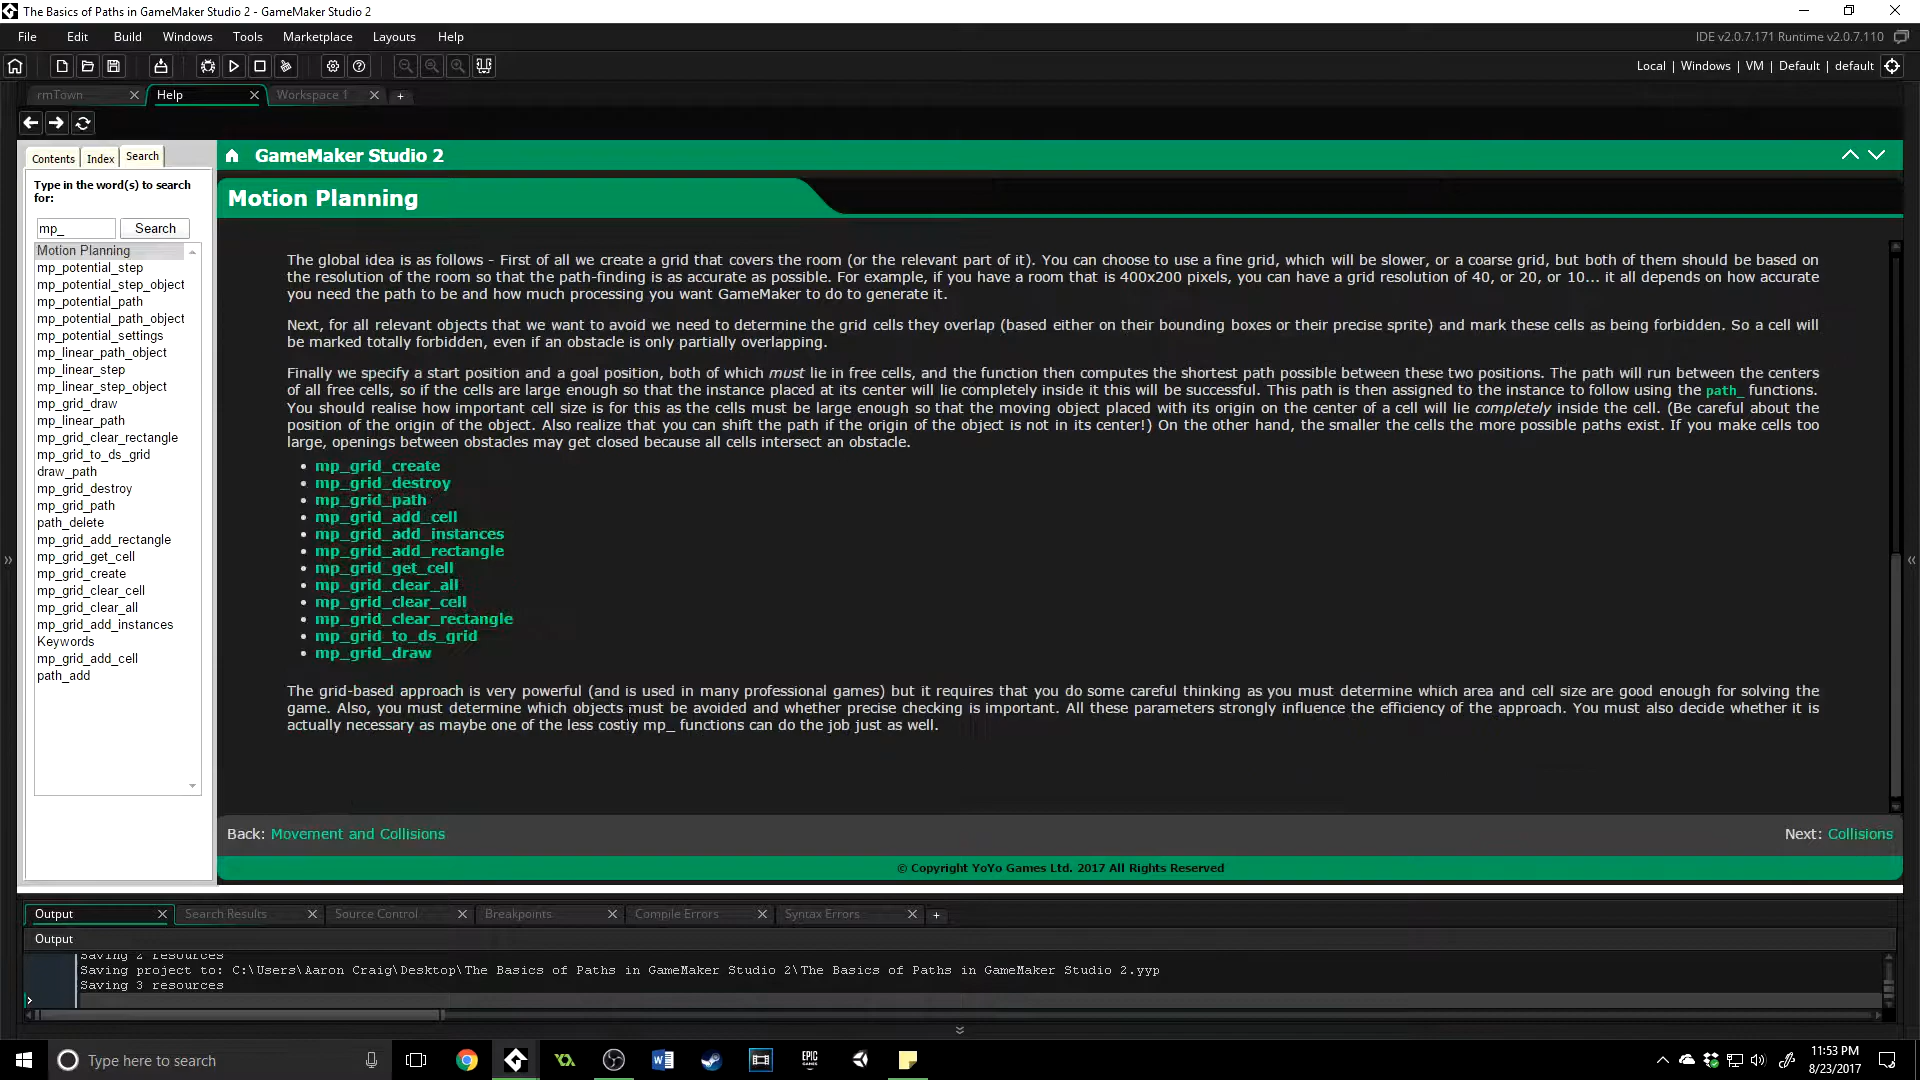 The Basics of Paths in GameMaker Studio 2 - GameMaker Studio 2
File Edit Build Windows Tools Marketplace Layouts Help
IDE v2.0.7.171 Runtime v2.0.7.110
Local | Windows | VM | Default | default
rmTown Help Workspace 1
Contents Index Search
GameMaker Studio 2
Type in the word(s) to search
for:
mp_ Search
Motion Planning
mp_potential_step
mp_potential_step_object
mp_potential_path
mp_potential_path_object
mp_potential_settings
mp_linear_path_object
mp_linear_step
mp_linear_step_object
mp_grid_draw
mp_linear_path
mp_grid_clear_rectangle
mp_grid_to_ds_grid
draw_path
mp_grid_destroy
mp_grid_path
path_delete
mp_grid_add_rectangle
mp_grid_get_cell
mp_grid_create
mp_grid_clear_cell
mp_grid_clear_all
mp_grid_add_instances
Keywords
mp_grid_add_cell
path_add
Motion Planning
The global idea is as follows - First of all we create a grid that covers the room (or the relevant part of it). You can choose to use a fine grid, which will be slower, or a coarse grid, but both of them should be based on
the resolution of the room so that the path-finding is as accurate as possible. For example, if you have a room that is 400x200 pixels, you can have a grid resolution of 40, or 20, or 10... it all depends on how accurate
you need the path to be and how much processing you want GameMaker to do to generate it.
Next, for all relevant objects that we want to avoid we need to determine the grid cells they overlap (based either on their bounding boxes or their precise sprite) and mark these cells as being forbidden. So a cell will
be marked totally forbidden, even if an obstacle is only partially overlapping.
Finally we specify a start position and a goal position, both of which must lie in free cells, and the function then computes the shortest path possible between these two positions. The path will run between the centers
of all free cells, so if the cells are large enough so that the instance placed at its center will lie completely inside it this will be successful. This path is then assigned to the instance to follow using the path_ functions.
You should realise how important cell size is for this as the cells must be large enough so that the moving object placed with its origin on the center of a cell will lie completely inside the cell. (Be careful about the
position of the origin of the object. Also realize that you can shift the path if the origin of the object is not in its center!) On the other hand, the smaller the cells the more possible paths exist. If you make cells too
large, openings between obstacles may get closed because all cells intersect an obstacle.
• mp_grid_create
• mp_grid_destroy
• mp_grid_path
• mp_grid_add_cell
• mp_grid_add_instances
• mp_grid_add_rectangle
• mp_grid_get_cell
• mp_grid_clear_all
• mp_grid_clear_cell
• mp_grid_clear_rectangle
• mp_grid_to_ds_grid
• mp_grid_draw
The grid-based approach is very powerful (and is used in many professional games) but it requires that you do some careful thinking as you must determine which area and cell size are good enough for solving the
game. Also, you must determine which objects must be avoided and whether precise checking is important. All these parameters strongly influence the efficiency of the approach. You must also decide whether it is
actually necessary as maybe one of the less costly mp_ functions can do the job just as well.
Back: Movement and Collisions Next: Collisions
© Copyright YoYo Games Ltd. 2017 All Rights Reserved
Output Search Results Source Control Breakpoints Compile Errors Syntax Errors
Output
Saving 2 resources
Saving project to: C:\Users\Aaron Craig\Desktop\The Basics of Paths in GameMaker Studio 2\The Basics of Paths in GameMaker Studio 2.yyp
Saving 3 resources
Type here to search
EPIC
GAMES
11:53 PM
8/23/2017